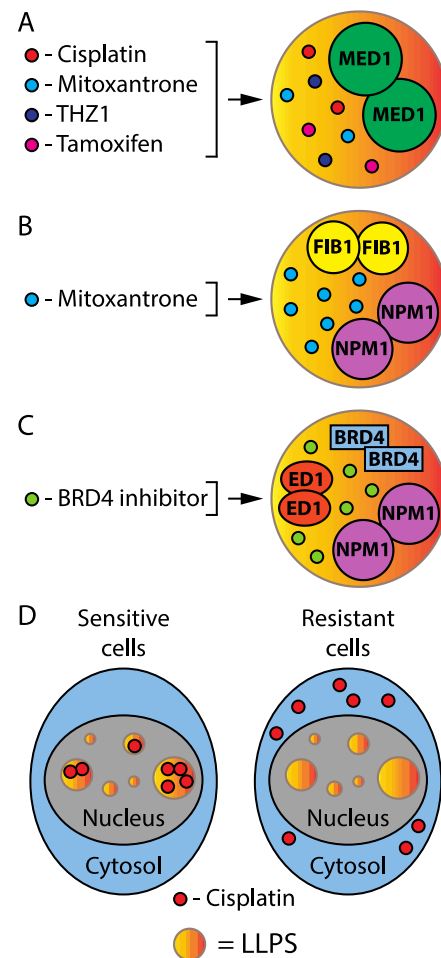 A
- Cisplatin
- Mitoxantrone
- THZ1
- Tamoxifen
MED1
MED1
B
- Mitoxantrone
FIB1 FIB1
NPM1
NPM1
C
- BRD4 inhibitor
BRD4
BRD4
ED1
ED1
NPM1
NPM1
D
Sensitive
cells
Resistant
cells
Nucleus
Cytosol
Nucleus
Cytosol
- Cisplatin
= LLPS